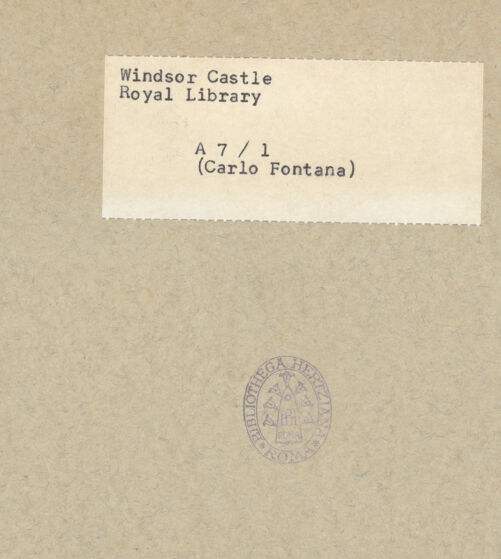 Windsor Castle
Royal Library
A 7 / 1
(Carlo Fontana)
BIBLIOTHECA HERTZIANA
* ROMA *